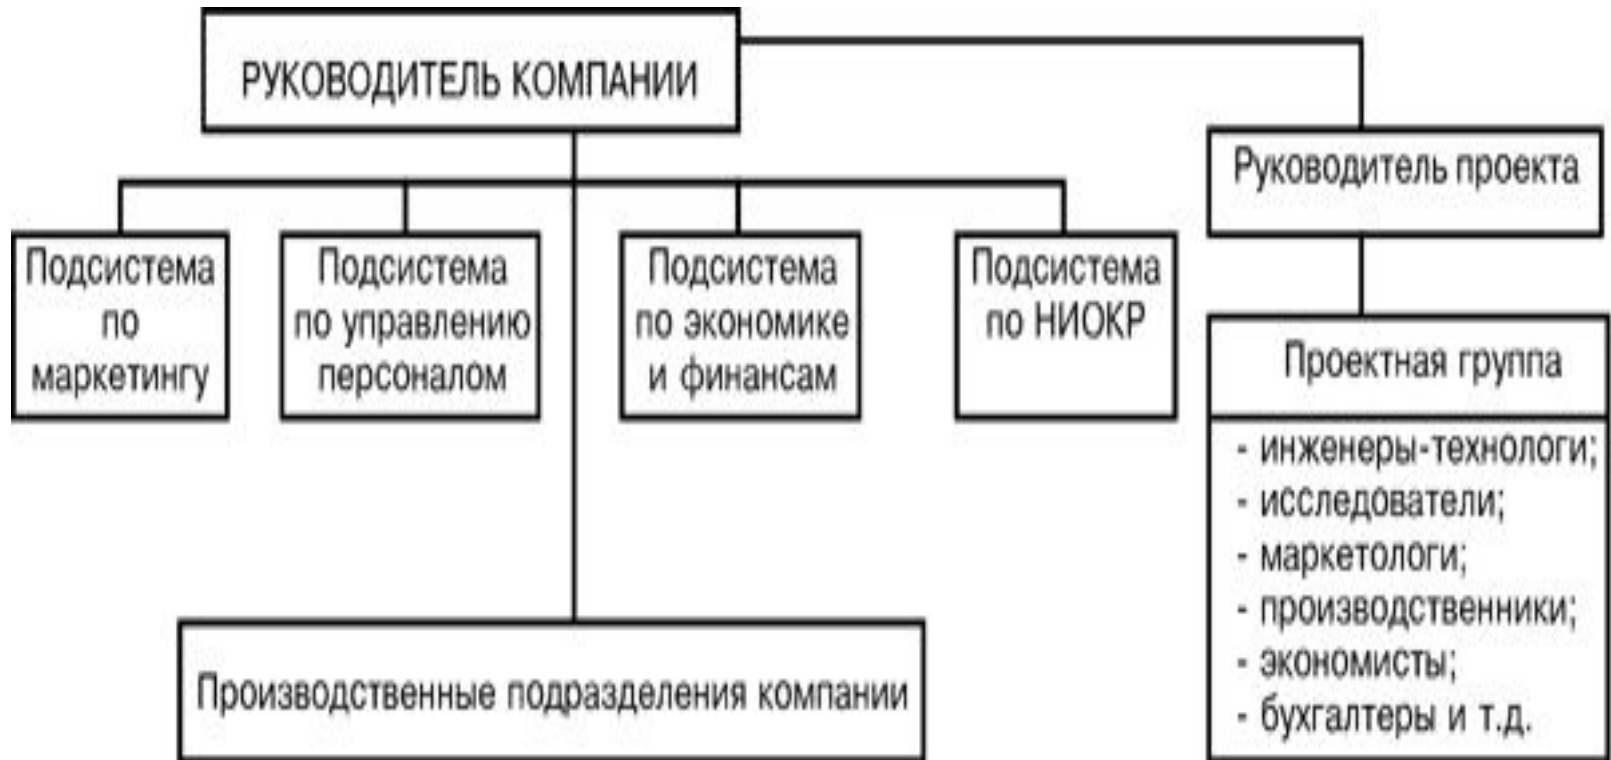 РУКОВОДИТЕЛЬ КОМПАНИИ
Руководитель проекта
Подсистема
по
маркетингу
Подсистема
по управлению
персоналом
Подсистема
по экономике
и финансам
Подсистема
по НИОКР
Проектная группа
- инженеры-технологи;
- исследователи;
- маркетологи;
- производственники;
- экономисты;
- бухгалтеры и т.д.
Производственные подразделения компании